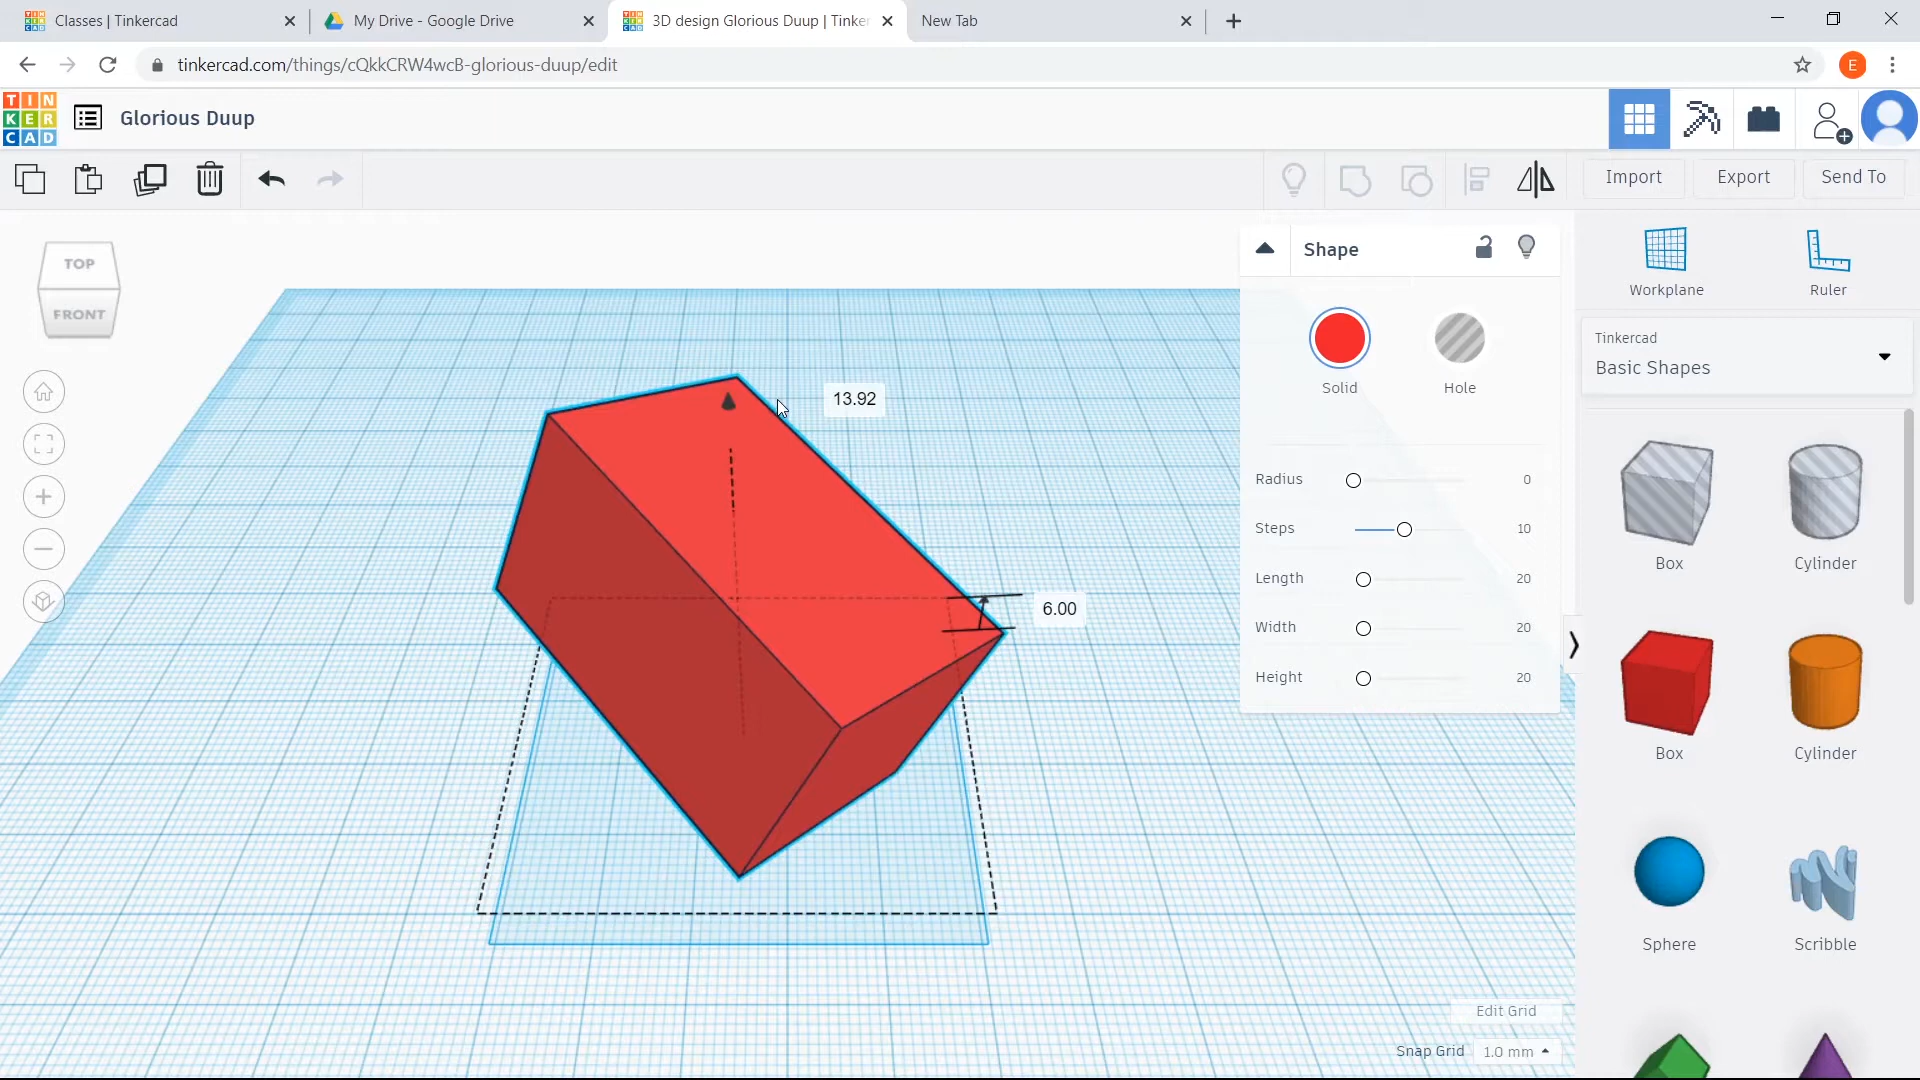 Classes | Tinkercad
My Drive - Google Drive
3D design Glorious Duup | Tinker
New Tab
tinkercad.com/things/cQkkCRW4wcB-glorious-duup/edit
E
TIN
KER
CAD
Glorious Duup
Import
Export
Send To
TOP
FRONT
13.92
6.00
Shape
Solid
Hole
Radius 0
Steps 10
Length 20
Width 20
Height 20
Workplane
Ruler
Tinkercad
Basic Shapes
Box
Cylinder
Box
Cylinder
Sphere
Scribble
Edit Grid
Snap Grid 1.0 mm